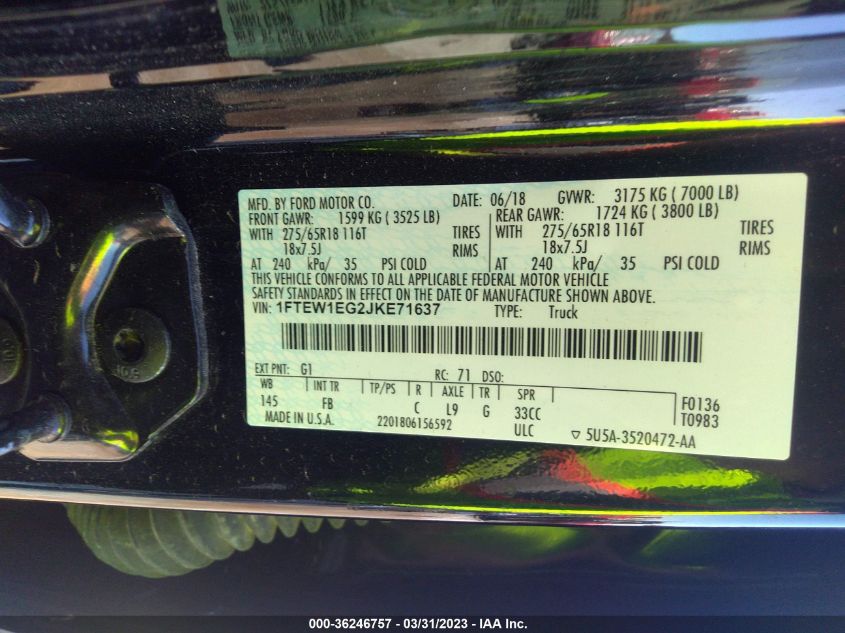 MFD. BY FORD MOTOR CO. DATE: 06/18 GVWR: 3175 KG ( 7000 LB)
FRONT GAWR: 1599 KG ( 3525 LB) REAR GAWR: 1724 KG ( 3800 LB)
WITH 275/65R18 116T TIRES WITH 275/65R18 116T TIRES
18x7.5J RIMS 18x7.5J RIMS
AT 240 kPa/ 35 PSI COLD AT 240 kPa/ 35 PSI COLD
THIS VEHICLE CONFORMS TO ALL APPLICABLE FEDERAL MOTOR VEHICLE
SAFETY STANDARDS IN EFFECT ON THE DATE OF MANUFACTURE SHOWN ABOVE.
VIN: 1FTEW1EG2JKE71637 TYPE: Truck
EXT PNT: G1 RC: 71 DSO:
WB INT TR TP/PS R AXLE TR SPR
145 FB C L9 G 33CC F0136
MADE IN U.S.A. 2201806156592 ULC T0983
5U5A-3520472-AA
000-36246757 - 03/31/2023 - IAA Inc.